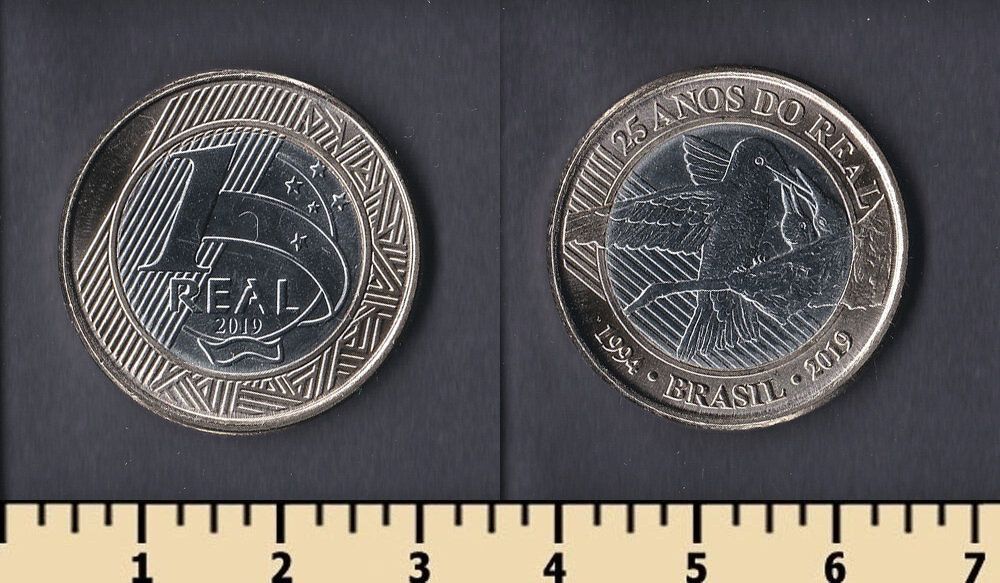 1
REAL
2019
25 ANOS DO REAL
1994 • BRASIL • 2019
1 2 3 4 5 6 7